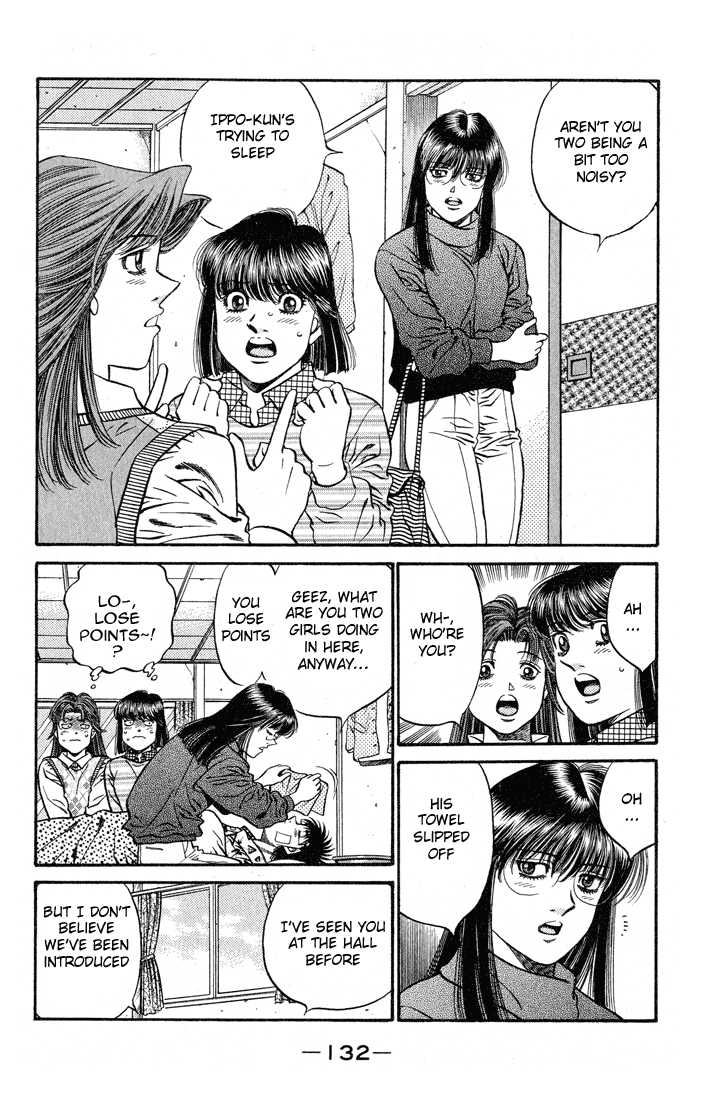 AREN'T YOU
TWO BEING A
BIT TOO
NOISY?
IPPO-KUN'S
TRYING TO
SLEEP
AH
...
WH-,
WHO'RE
YOU?
GEEZ, WHAT
ARE YOU TWO
GIRLS DOING
IN HERE,
ANYWAY...
YOU
LOSE
POINTS
LO-,
LOSE
POINTS~!
?
OH
...
HIS
TOWEL
SLIPPED
OFF
I'VE SEEN YOU
AT THE HALL
BEFORE
BUT I DON'T
BELIEVE
WE'VE BEEN
INTRODUCED
—132—